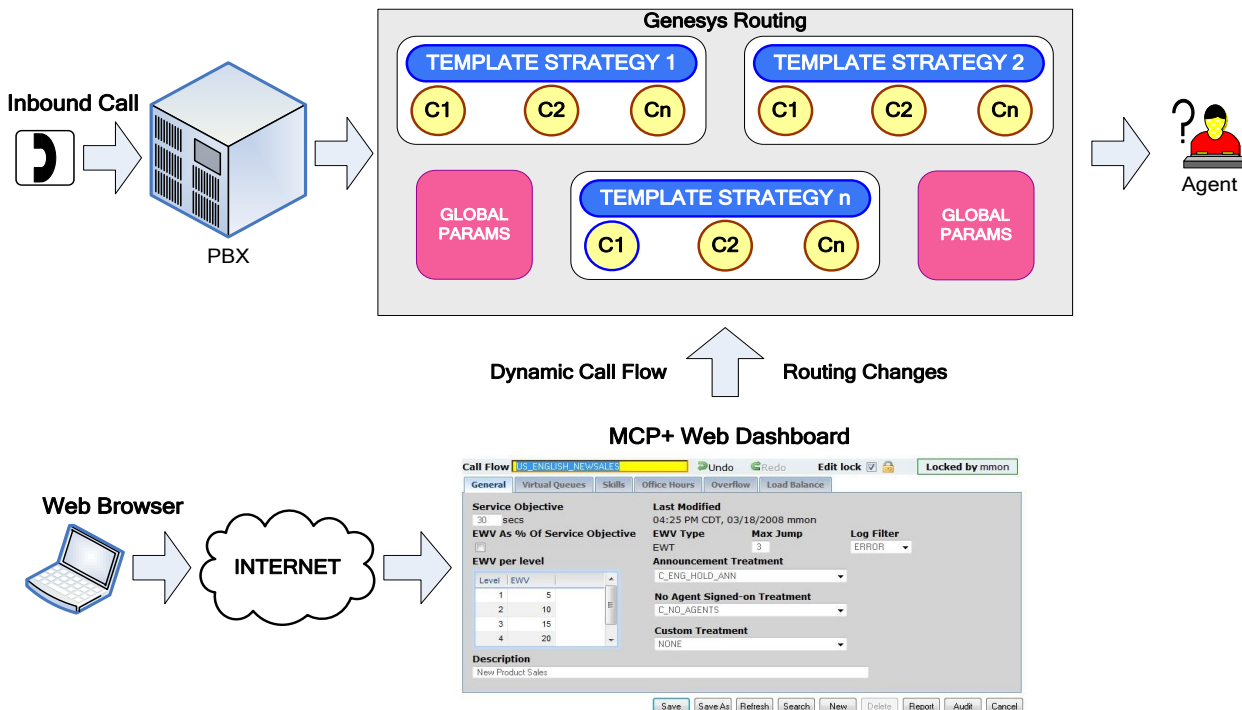 Genesys Routing
TEMPLATE STRATEGY 1
C1 C2 Cn
TEMPLATE STRATEGY 2
C1 C2 Cn
Inbound Call
PBX
GLOBAL
PARAMS
TEMPLATE STRATEGY n
C1 C2 Cn
GLOBAL
PARAMS
?
Agent
Dynamic Call Flow
Routing Changes
MCP+ Web Dashboard
Web Browser
INTERNET
Call Flow US_ENGLISH_NEWSALES Undo Redo Edit lock Locked by mmon
General Virtual Queues Skills Office Hours Overflow Load Balance
Service Objective
30 secs
EWV As % Of Service Objective
EWV per level
Level EWV
1 5
2 10
3 15
4 20
Last Modified
04:25 PM CDT, 03/18/2008 mmon
EWV Type Max Jump Log Filter
EWT 3 ERROR
Announcement Treatment
C_ENG_HOLD_ANN
No Agent Signed-on Treatment
C_NO_AGENTS
Custom Treatment
NONE
Description
New Product Sales
Save Save As Refresh Search New Delete Report Audit Cancel